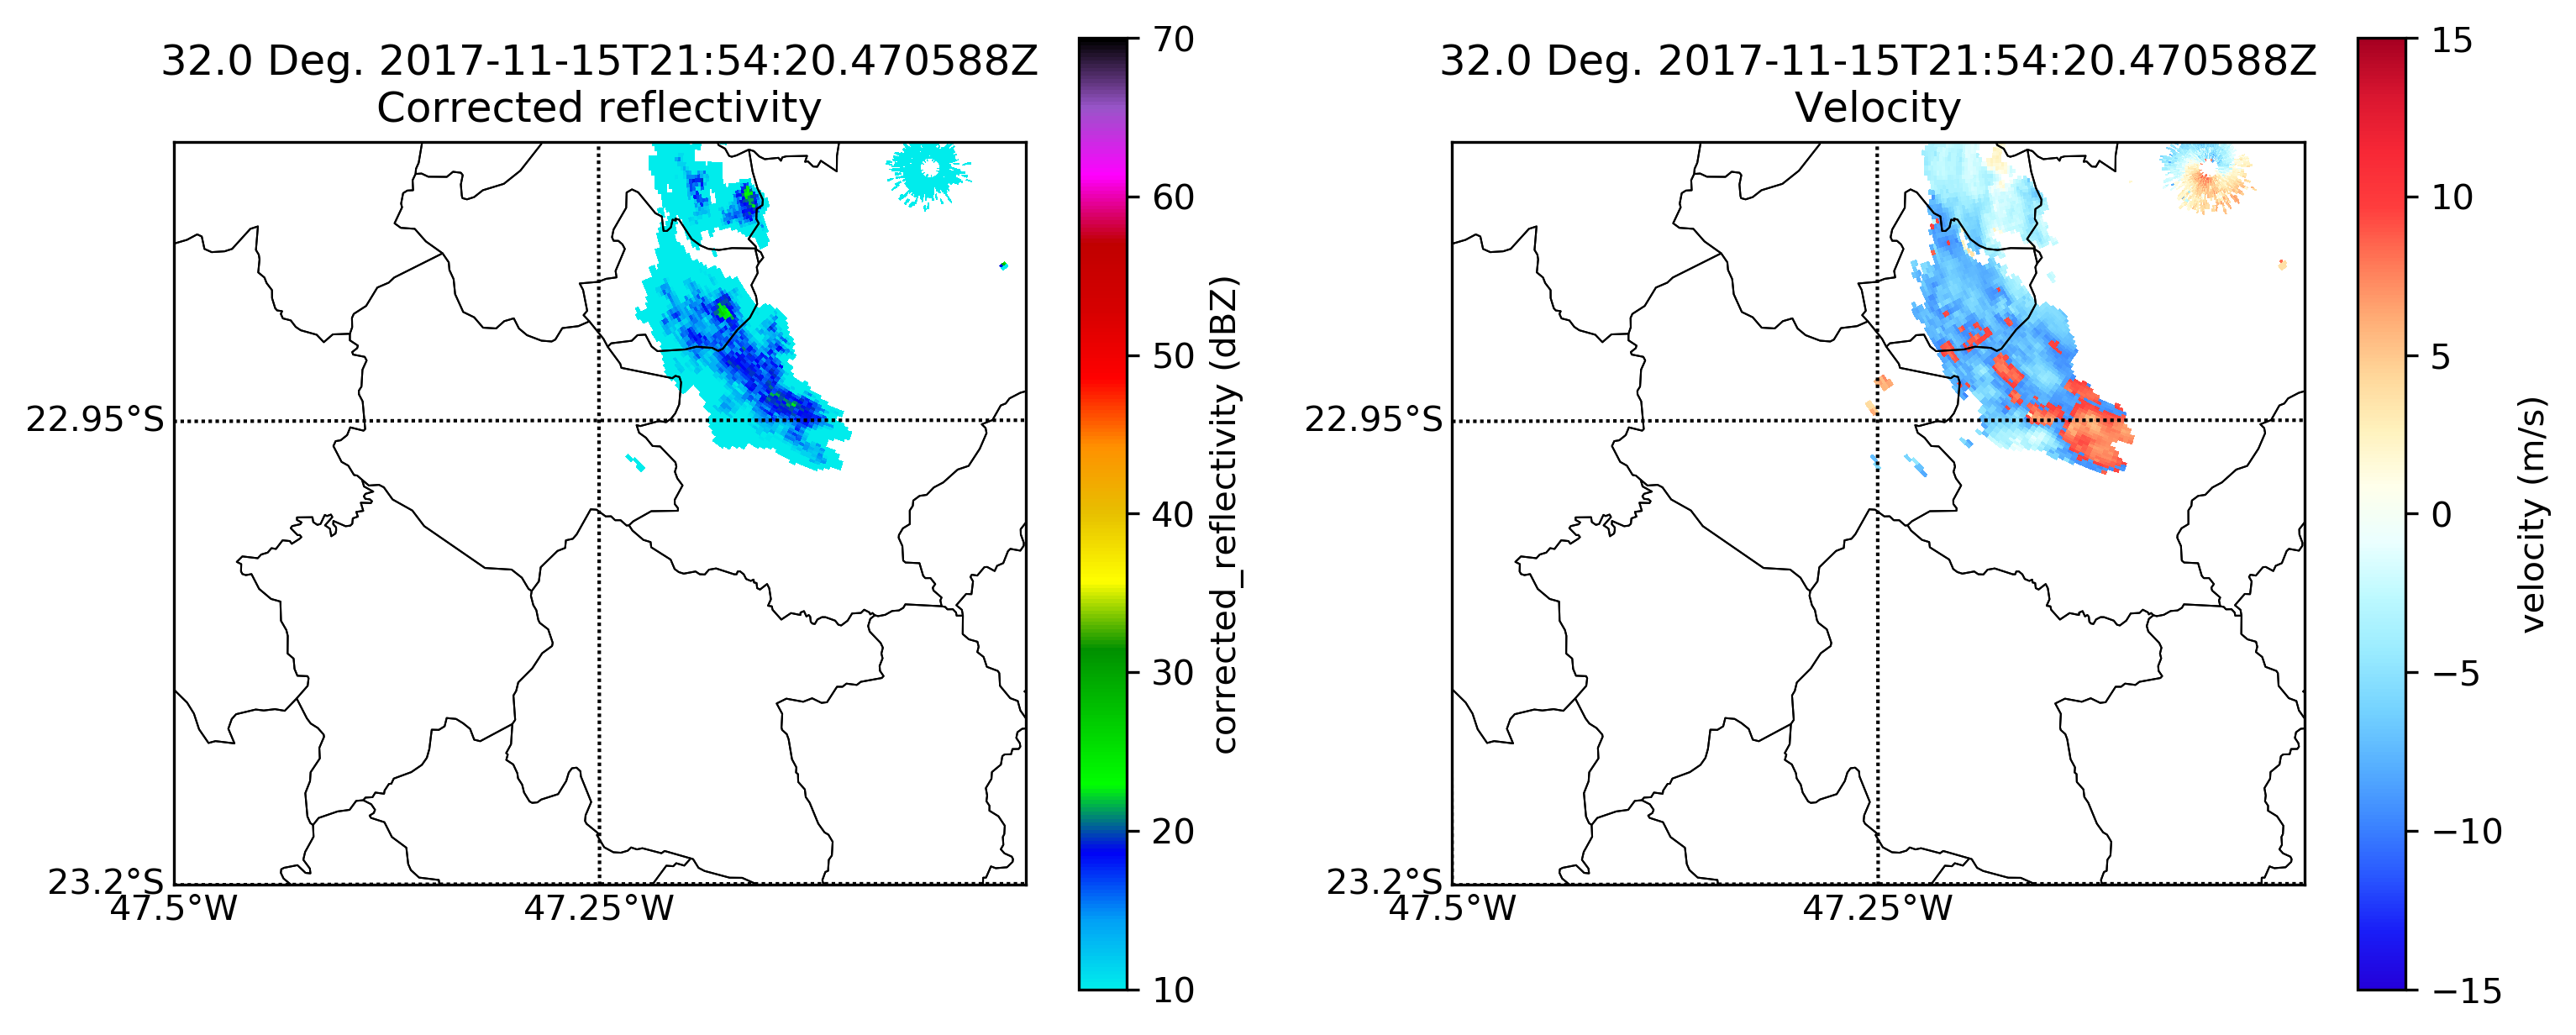 32.0 Deg. 2017-11-15T21:54:20.470588Z
Corrected reflectivity
22.95°S
23.2°S
47.5°W
47.25°W
70
60
50
40
30
20
10
corrected_reflectivity (dBZ)
32.0 Deg. 2017-11-15T21:54:20.470588Z
Velocity
22.95°S
23.2°S
47.5°W
47.25°W
15
10
5
0
−5
−10
−15
velocity (m/s)